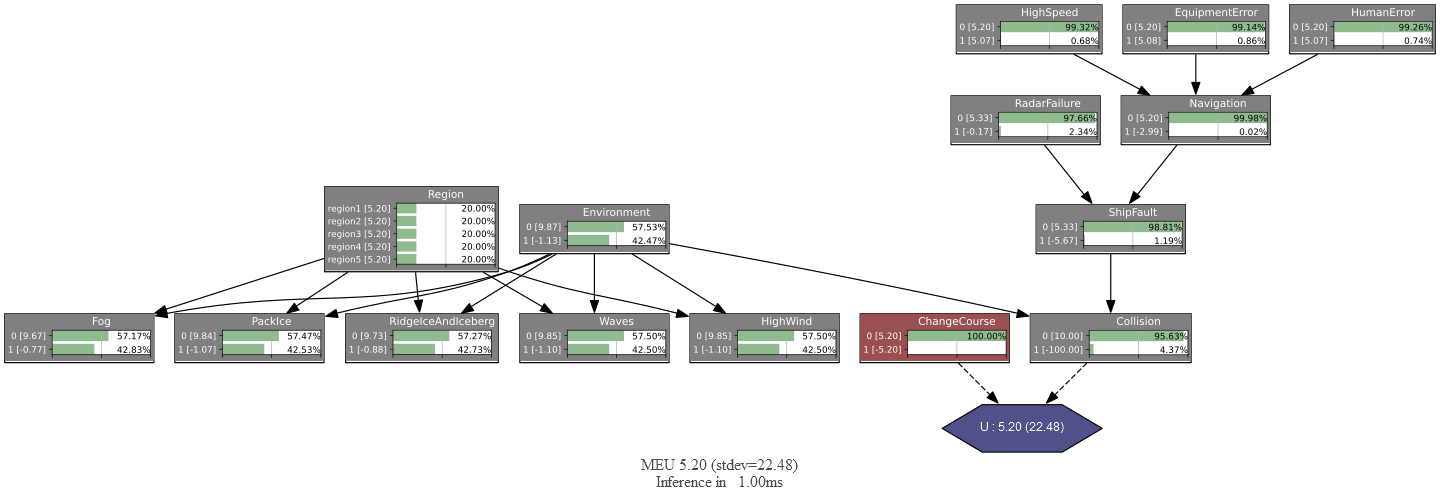 HighSpeed
0 [5.20] 99.32%
1 [5.07] 0.68%
EquipmentError
0 [5.20] 99.14%
1 [5.08] 0.86%
HumanError
0 [5.20] 99.26%
1 [5.07] 0.74%
RadarFailure
0 [5.33] 97.66%
1 [-0.17] 2.34%
Navigation
0 [5.20] 99.98%
1 [-2.99] 0.02%
Region
region1 [5.20] 20.00%
region2 [5.20] 20.00%
region3 [5.20] 20.00%
region4 [5.20] 20.00%
region5 [5.20] 20.00%
Environment
0 [9.87] 57.53%
1 [-1.13] 42.47%
ShipFault
0 [5.33] 98.81%
1 [-5.67] 1.19%
Fog
0 [9.67] 57.17%
1 [-0.77] 42.83%
PackIce
0 [9.84] 57.47%
1 [-1.07] 42.53%
RidgeIceAndIceberg
0 [9.73] 57.27%
1 [-0.88] 42.73%
Waves
0 [9.85] 57.50%
1 [-1.10] 42.50%
HighWind
0 [9.85] 57.50%
1 [-1.10] 42.50%
ChangeCourse
0 [5.20] 100.00%
1 [-5.20]
Collision
0 [10.00] 95.63%
1 [-100.00] 4.37%
U : 5.20 (22.48)
MEU 5.20 (stdev=22.48)
Inference in 1.00ms